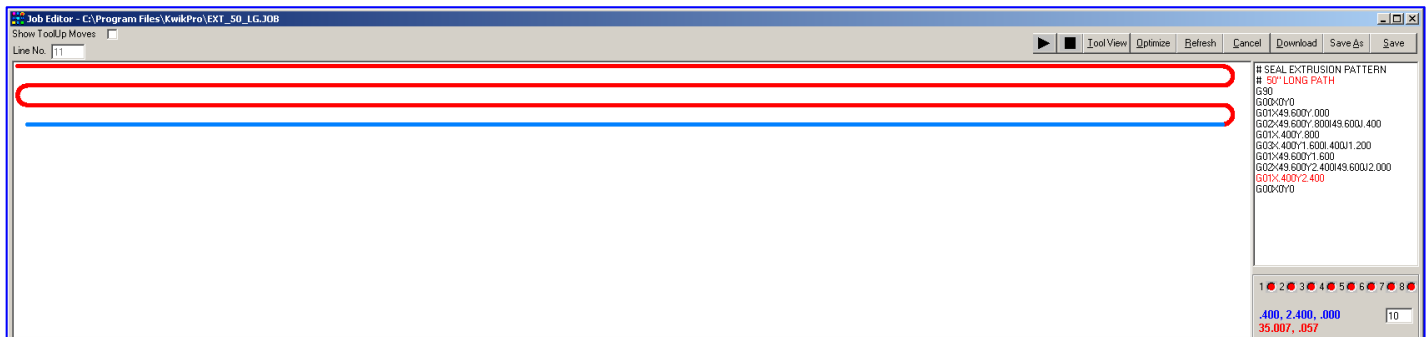 Job Editor - C:\Program Files\KwikPro\EXT_50_LG.JOB
Show ToolUp Moves
Line No. 11
Tool View Optimize Refresh Cancel Download Save As Save
# SEAL EXTRUSION PATTERN
# 50" LONG PATH
G90
G00X0Y0
G01X49.600Y.000
G02X49.600Y.800I49.600J.400
G01X.400Y.800
G03X.400Y1.600I.400J1.200
G01X49.600Y1.600
G02X49.600Y2.400I49.600J2.000
G01X.400Y2.400
G00X0Y0
1 2 3 4 5 6 7 8
.400, 2.400, .000 10
35.007, .057